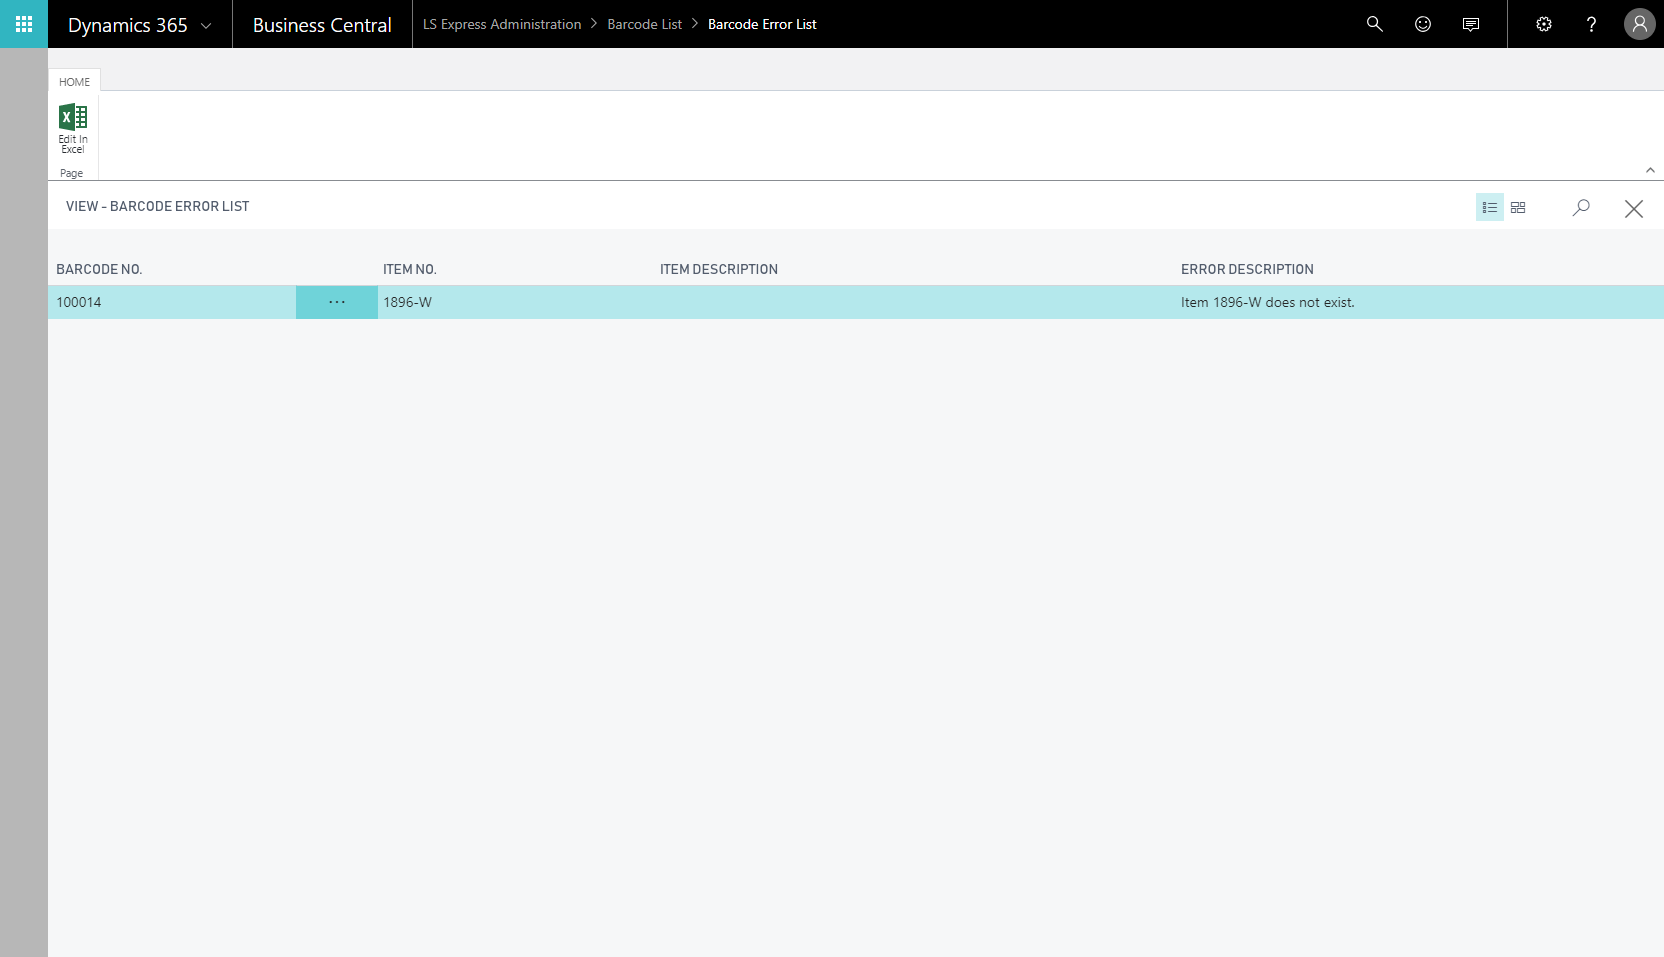 Dynamics 365 Business Central LS Express Administration > Barcode List > Barcode Error List
HOME
Edit In
Excel
Page
VIEW - BARCODE ERROR LIST
BARCODE NO. ITEM NO. ITEM DESCRIPTION ERROR DESCRIPTION
100014 ... 1896-W Item 1896-W does not exist.